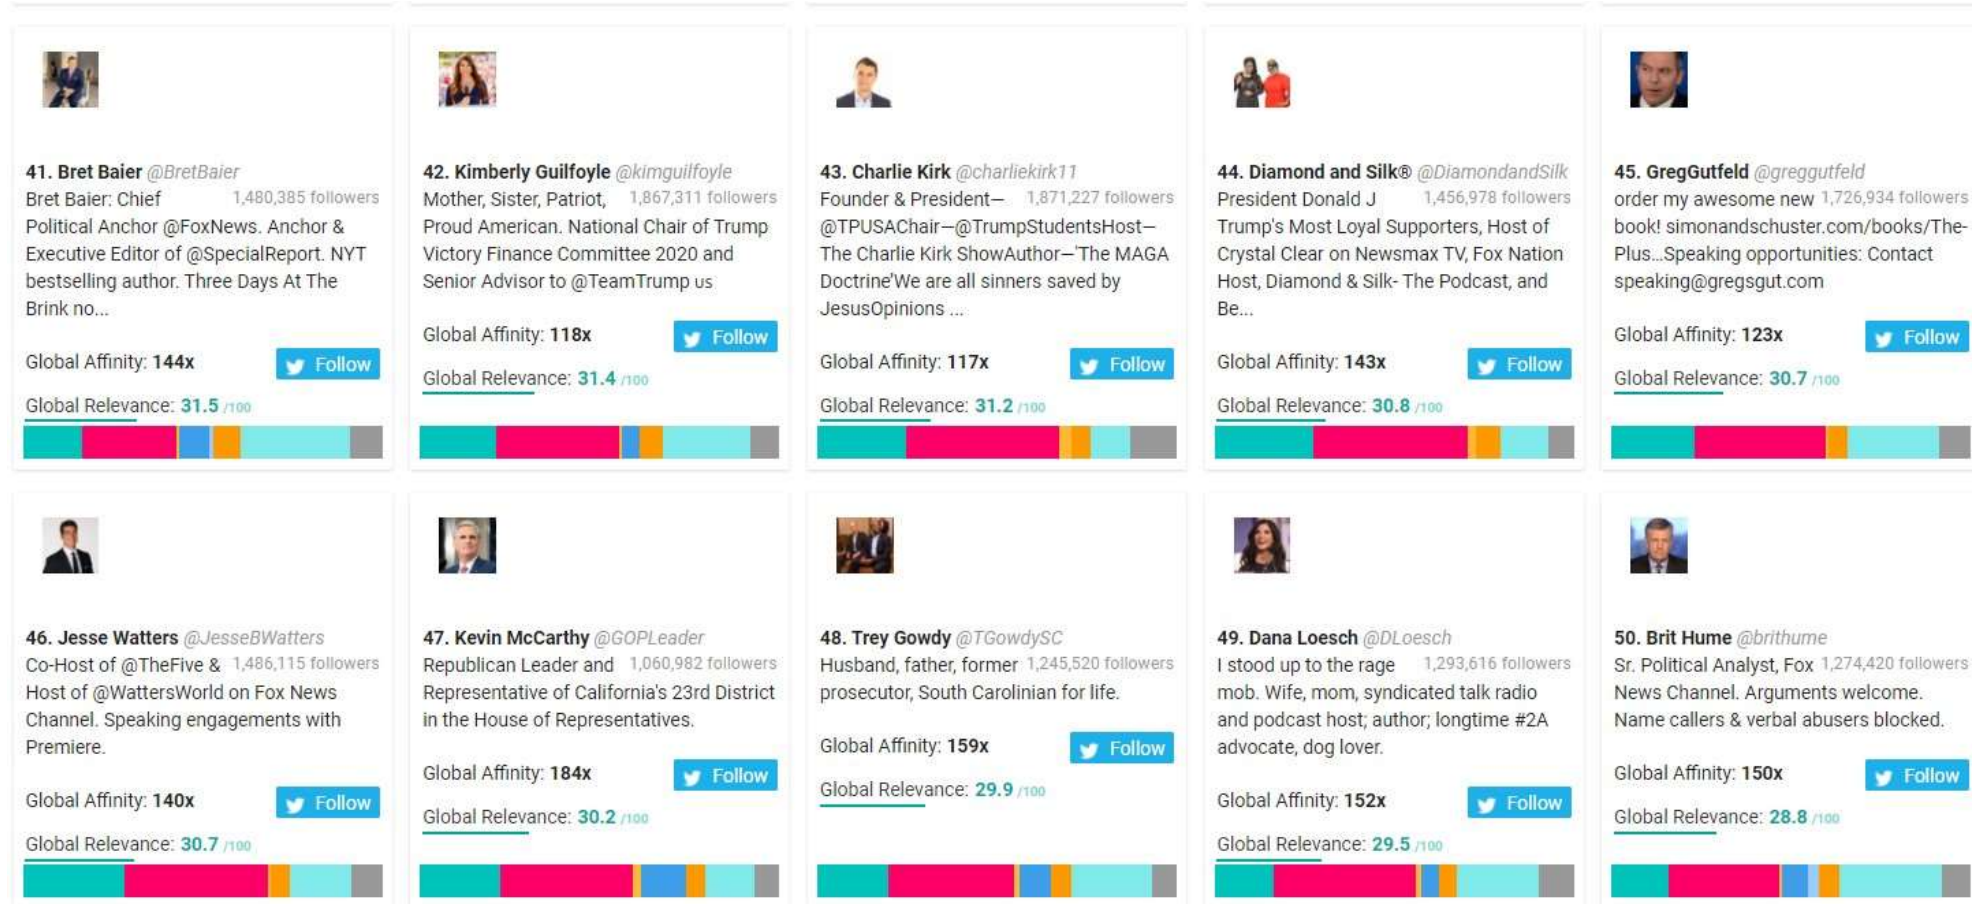 41. Bret Baier @BretBaier
Bret Baier: Chief 1,480,385 followers
Political Anchor @FoxNews. Anchor &
Executive Editor of @SpecialReport. NYT
bestselling author. Three Days At The
Brink no...
Global Affinity: 144x Follow
Global Relevance: 31.5 /100
42. Kimberly Guilfoyle @kimguilfoyle
Mother, Sister, Patriot, 1,867,311 followers
Proud American. National Chair of Trump
Victory Finance Committee 2020 and
Senior Advisor to @TeamTrump us
Global Affinity: 118x Follow
Global Relevance: 31.4 /100
43. Charlie Kirk @charliekirk11
Founder & President— 1,871,227 followers
@TPUSAChair—@TrumpStudentsHost—
The Charlie Kirk ShowAuthor—'The MAGA
Doctrine'We are all sinners saved by
JesusOpinions ...
Global Affinity: 117x Follow
Global Relevance: 31.2 /100
44. Diamond and Silk® @DiamondandSilk
President Donald J 1,456,978 followers
Trump's Most Loyal Supporters, Host of
Crystal Clear on Newsmax TV, Fox Nation
Host, Diamond & Silk- The Podcast, and
Be...
Global Affinity: 143x Follow
Global Relevance: 30.8 /100
45. GregGutfeld @greggutfeld
order my awesome new 1,726,934 followers
book! simonandschuster.com/books/The-
Plus…Speaking opportunities: Contact
speaking@gregsgut.com
Global Affinity: 123x Follow
Global Relevance: 30.7 /100
46. Jesse Watters @JesseBWatters
Co-Host of @TheFive & 1,486,115 followers
Host of @WattersWorld on Fox News
Channel. Speaking engagements with
Premiere.
Global Affinity: 140x Follow
Global Relevance: 30.7 /100
47. Kevin McCarthy @GOPLeader
Republican Leader and 1,060,982 followers
Representative of California's 23rd District
in the House of Representatives.
Global Affinity: 184x Follow
Global Relevance: 30.2 /100
48. Trey Gowdy @TGowdySC
Husband, father, former 1,245,520 followers
prosecutor, South Carolinian for life.
Global Affinity: 159x Follow
Global Relevance: 29.9 /100
49. Dana Loesch @DLoesch
I stood up to the rage 1,293,616 followers
mob. Wife, mom, syndicated talk radio
and podcast host; author; longtime #2A
advocate, dog lover.
Global Affinity: 152x Follow
Global Relevance: 29.5 /100
50. Brit Hume @brithume
Sr. Political Analyst, Fox 1,274,420 followers
News Channel. Arguments welcome.
Name callers & verbal abusers blocked.
Global Affinity: 150x Follow
Global Relevance: 28.8 /100